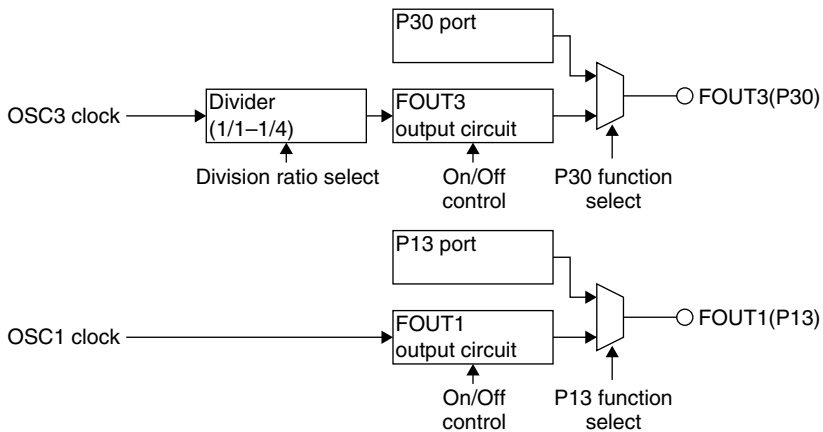 P30 port
OSC3 clock
Divider
(1/1–1/4)
FOUT3
output circuit
FOUT3(P30)
Division ratio select
On/Off
control
P30 function
select
P13 port
OSC1 clock
FOUT1
output circuit
FOUT1(P13)
On/Off
control
P13 function
select